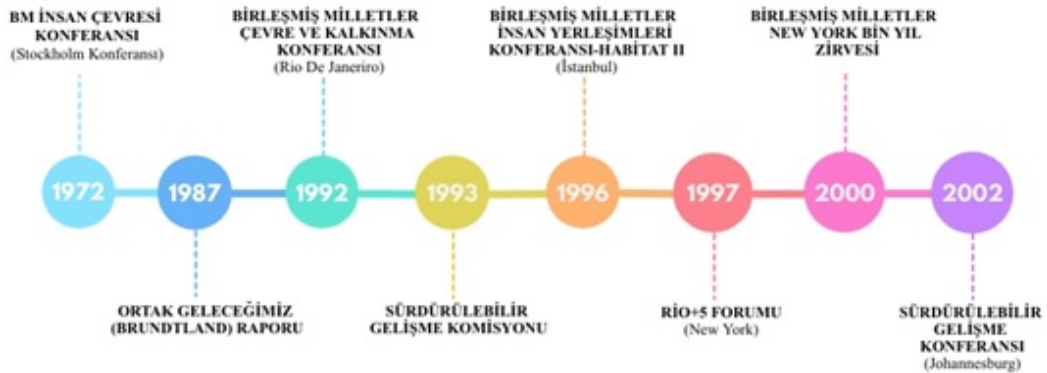 BM İNSAN ÇEVRESİ
KONFERANSI
(Stockholm Konferansı)
BİRLEŞMİŞ MİLLETLER
ÇEVRE VE KALKINMA
KONFERANSI
(Rio De Janeriro)
BİRLEŞMİŞ MİLLETLER
İNSAN YERLEŞİMLERİ
KONFERANSI-HABİTAT II
(İstanbul)
BİRLEŞMİŞ MİLLETLER
NEW YORK BİN YIL
ZİRVESİ
1972
1987
1992
1993
1996
1997
2000
2002
ORTAK GELECEĞİMİZ
(BRUNDTLAND) RAPORU
SÜRDÜRÜLEBİLİR
GELİŞME KOMİSYONU
RİO+5 FORUMU
(New York)
SÜRDÜRÜLEBİLİR
GELİŞME
KONFERANSI
(Johannesburg)